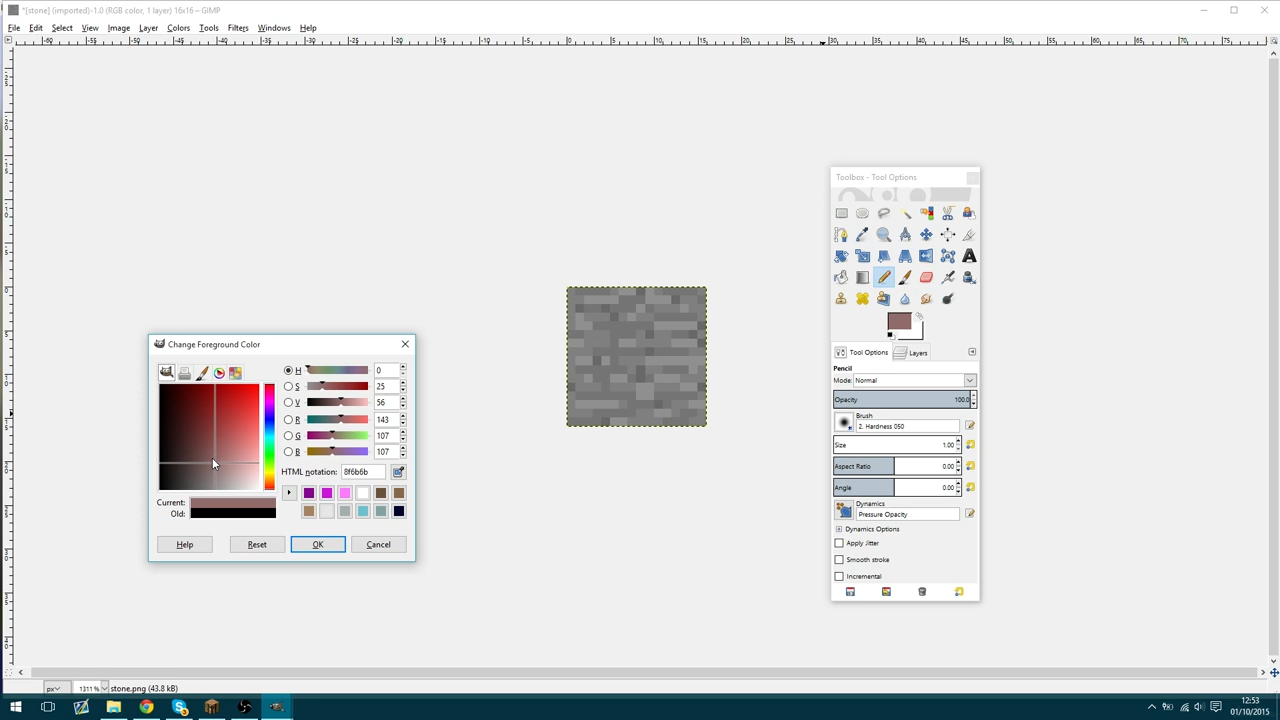 *[stone] (imported)-1.0 (RGB color, 1 layer) 16x16 – GIMP
File Edit Select View Image Layer Colors Tools Filters Windows Help
Toolbox - Tool Options
Change Foreground Color
H 0
S 25
V 56
R 143
G 107
B 107
HTML notation: 8f6b6b
Current:
Old:
Help Reset OK Cancel
Tool Options Layers
Pencil
Mode: Normal
Opacity 100.0
Brush
2. Hardness 050
Size 1.00
Aspect Ratio 0.00
Angle 0.00
Dynamics
Pressure Opacity
Dynamics Options
Apply Jitter
Smooth stroke
Incremental
px 1311% stone.png (43.8 kB)
12:53
01/10/2015